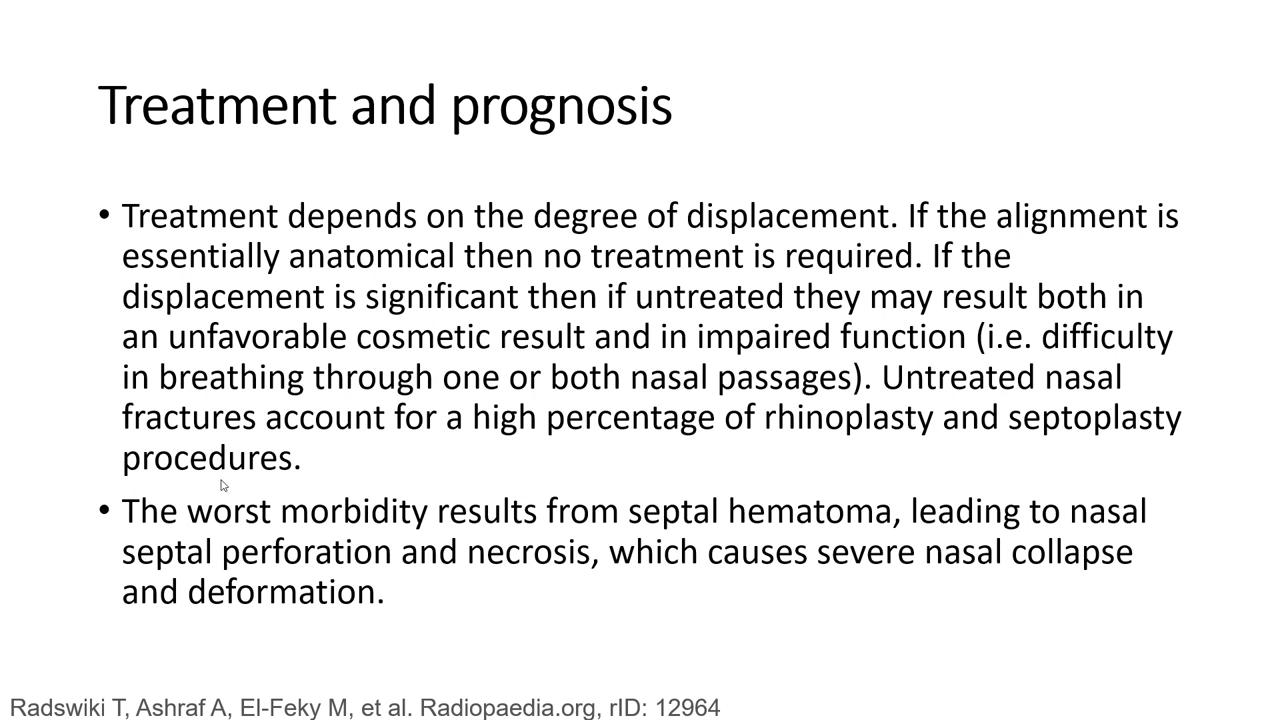 Treatment and prognosis
• Treatment depends on the degree of displacement. If the alignment is
essentially anatomical then no treatment is required. If the
displacement is significant then if untreated they may result both in
an unfavorable cosmetic result and in impaired function (i.e. difficulty
in breathing through one or both nasal passages). Untreated nasal
fractures account for a high percentage of rhinoplasty and septoplasty
procedures.
• The worst morbidity results from septal hematoma, leading to nasal
septal perforation and necrosis, which causes severe nasal collapse
and deformation.
Radswiki T, Ashraf A, El-Feky M, et al. Radiopaedia.org, rID: 12964